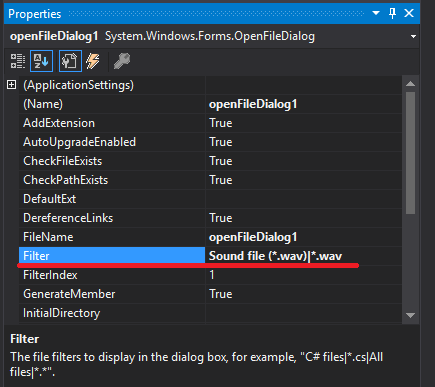 Properties
openFileDialog1 System.Windows.Forms.OpenFileDialog
(ApplicationSettings)
(Name) openFileDialog1
AddExtension True
AutoUpgradeEnabled True
CheckFileExists True
CheckPathExists True
DefaultExt
DereferenceLinks True
FileName openFileDialog1
Filter Sound file (*.wav)|*.wav
FilterIndex 1
GenerateMember True
InitialDirectory
Filter
The file filters to display in the dialog box, for example, "C# files|*.cs|All
files|*.*".